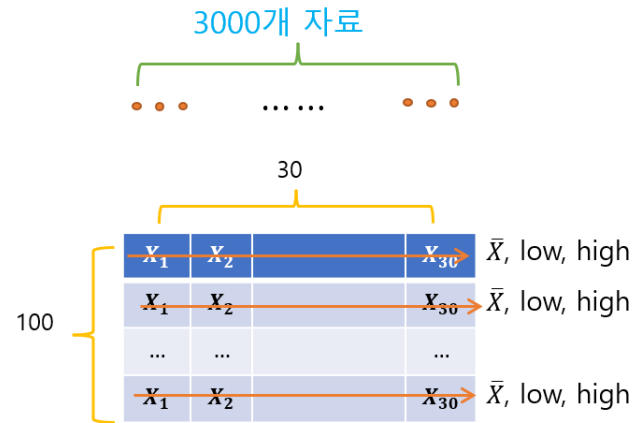 3000개 자료
... ...
30
X₁ X₂ X₃₀ X̄, low, high
X₁ X₂ X₃₀ X̄, low, high
100
... ... ...
X₁ X₂ X₃₀ X̄, low, high